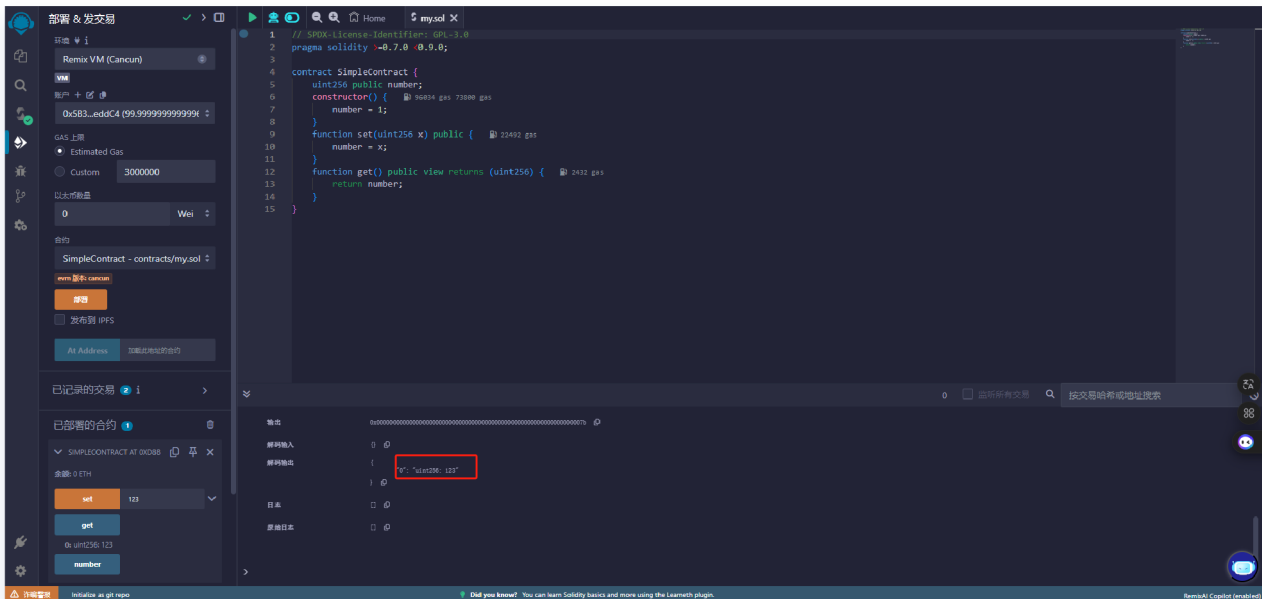 部署 & 发交易
环境
Remix VM (Cancun)
VM
账户
0x5B3...eddC4 (99.999999999999
GAS 上限
Estimated Gas
Custom 3000000
以太币数量
0 Wei
合约
SimpleContract - contracts/my.sol
evm 版本: cancun
部署
发布到 IPFS
At Address 加载此地址的合约
已记录的交易 2 i
已部署的合约 1
SIMPLECONTRACT AT 0XD8B
余额: 0 ETH
set 123
get
0: uint256: 123
number
诈骗警报 Initialize as git repo
Home my.sol
1 // SPDX-License-Identifier: GPL-3.0
2 pragma solidity >=0.7.0 <0.9.0;
3
4 contract SimpleContract {
5 uint256 public number;
6 constructor() { 96034 gas 73800 gas
7 number = 1;
8 }
9 function set(uint256 x) public { 22492 gas
10 number = x;
11 }
12 function get() public view returns (uint256) { 2432 gas
13 return number;
14 }
15 }
0 监听所有交易 按交易哈希或地址搜索
输出
解码输入 {}
解码输出 {
"0": "uint256: 123"
}
日志 []
原始日志 []
>
Did you know? You can learn Solidity basics and more using the Learneth plugin.
RemixAI Copilot (enabled)